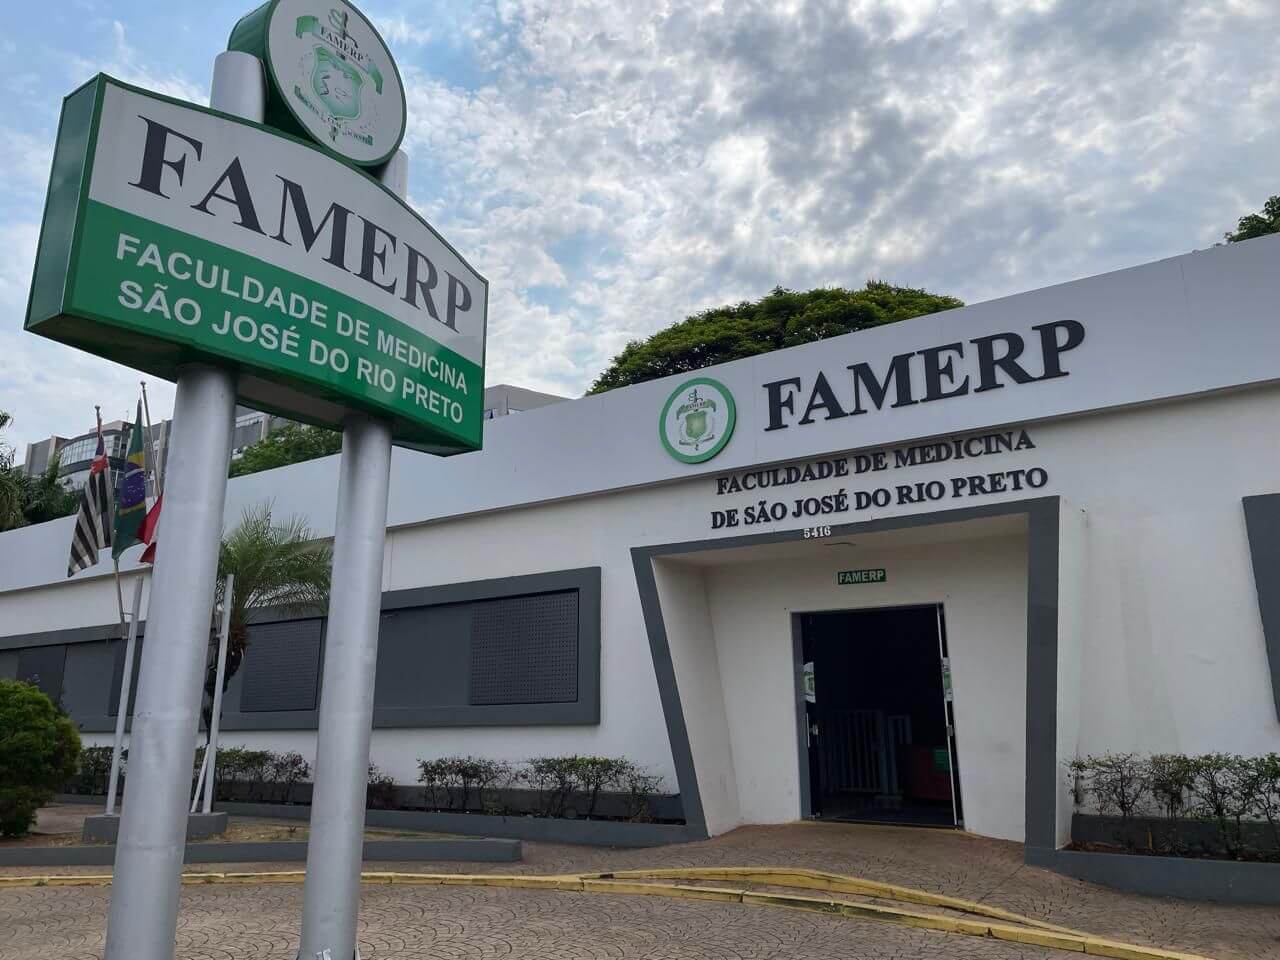 FAMERP
FAMERP
FACULDADE DE MEDICINA
SÃO JOSÉ DO RIO PRETO
FAMERP
FACULDADE DE MEDICINA
DE SÃO JOSÉ DO RIO PRETO
5416
FAMERP